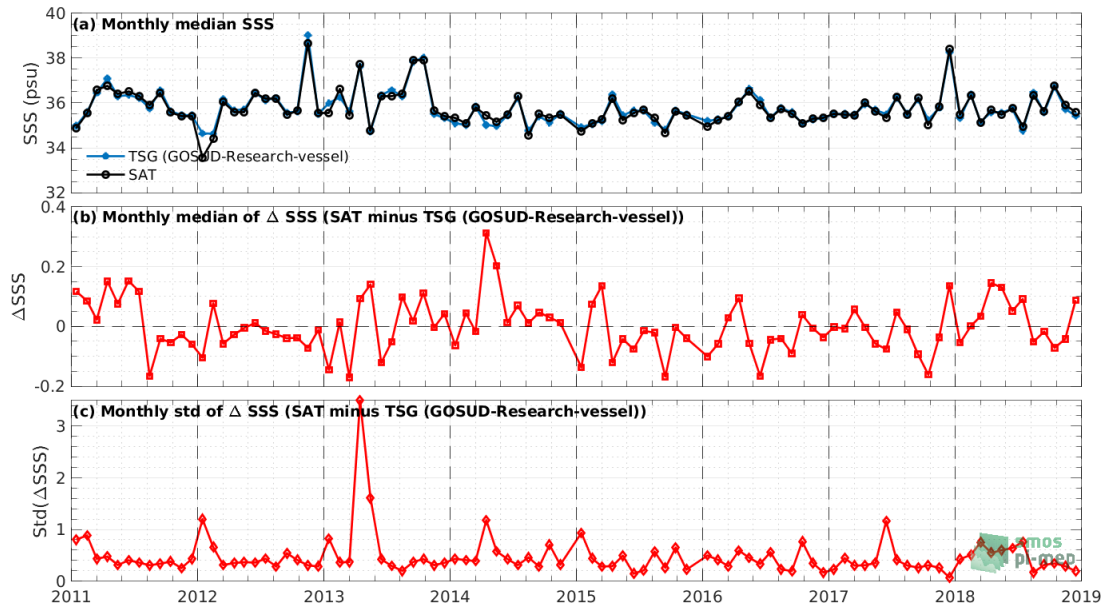 (a) Monthly median SSS
40
38
36
34
32
SSS (psu)
TSG (GOSUD-Research-vessel)
SAT
(b) Monthly median of Δ SSS (SAT minus TSG (GOSUD-Research-vessel))
0.4
0.2
0
-0.2
ΔSSS
(c) Monthly std of Δ SSS (SAT minus TSG (GOSUD-Research-vessel))
3
2
1
0
Std(ΔSSS)
smos
pi-mep
2011 2012 2013 2014 2015 2016 2017 2018 2019